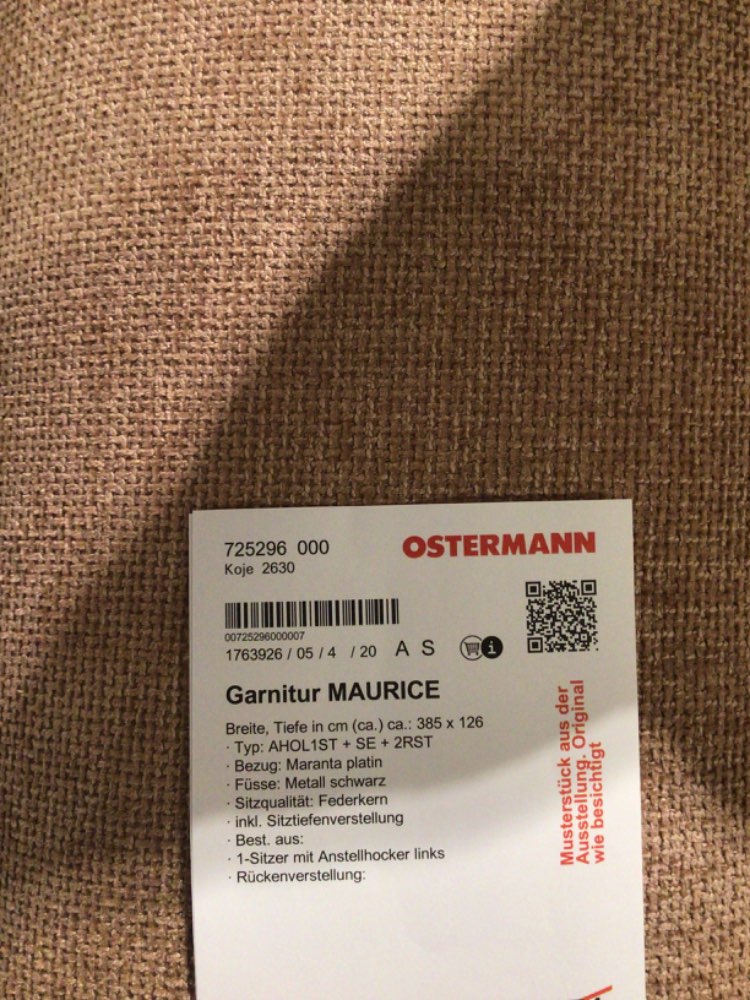 725296 000
OSTERMANN
Koje 2630
00725296000007
1763926 / 05 / 4 / 20 A S
i
Garnitur MAURICE
Breite, Tiefe in cm (ca.) ca.: 385 x 126
· Typ: AHOL1ST + SE + 2RST
· Bezug: Maranta platin
· Füsse: Metall schwarz
· Sitzqualität: Federkern
· inkl. Sitztiefenverstellung
· Best. aus:
· 1-Sitzer mit Anstellhocker links
· Rückenverstellung:
Musterstück aus der
Ausstellung. Original
wie besichtigt